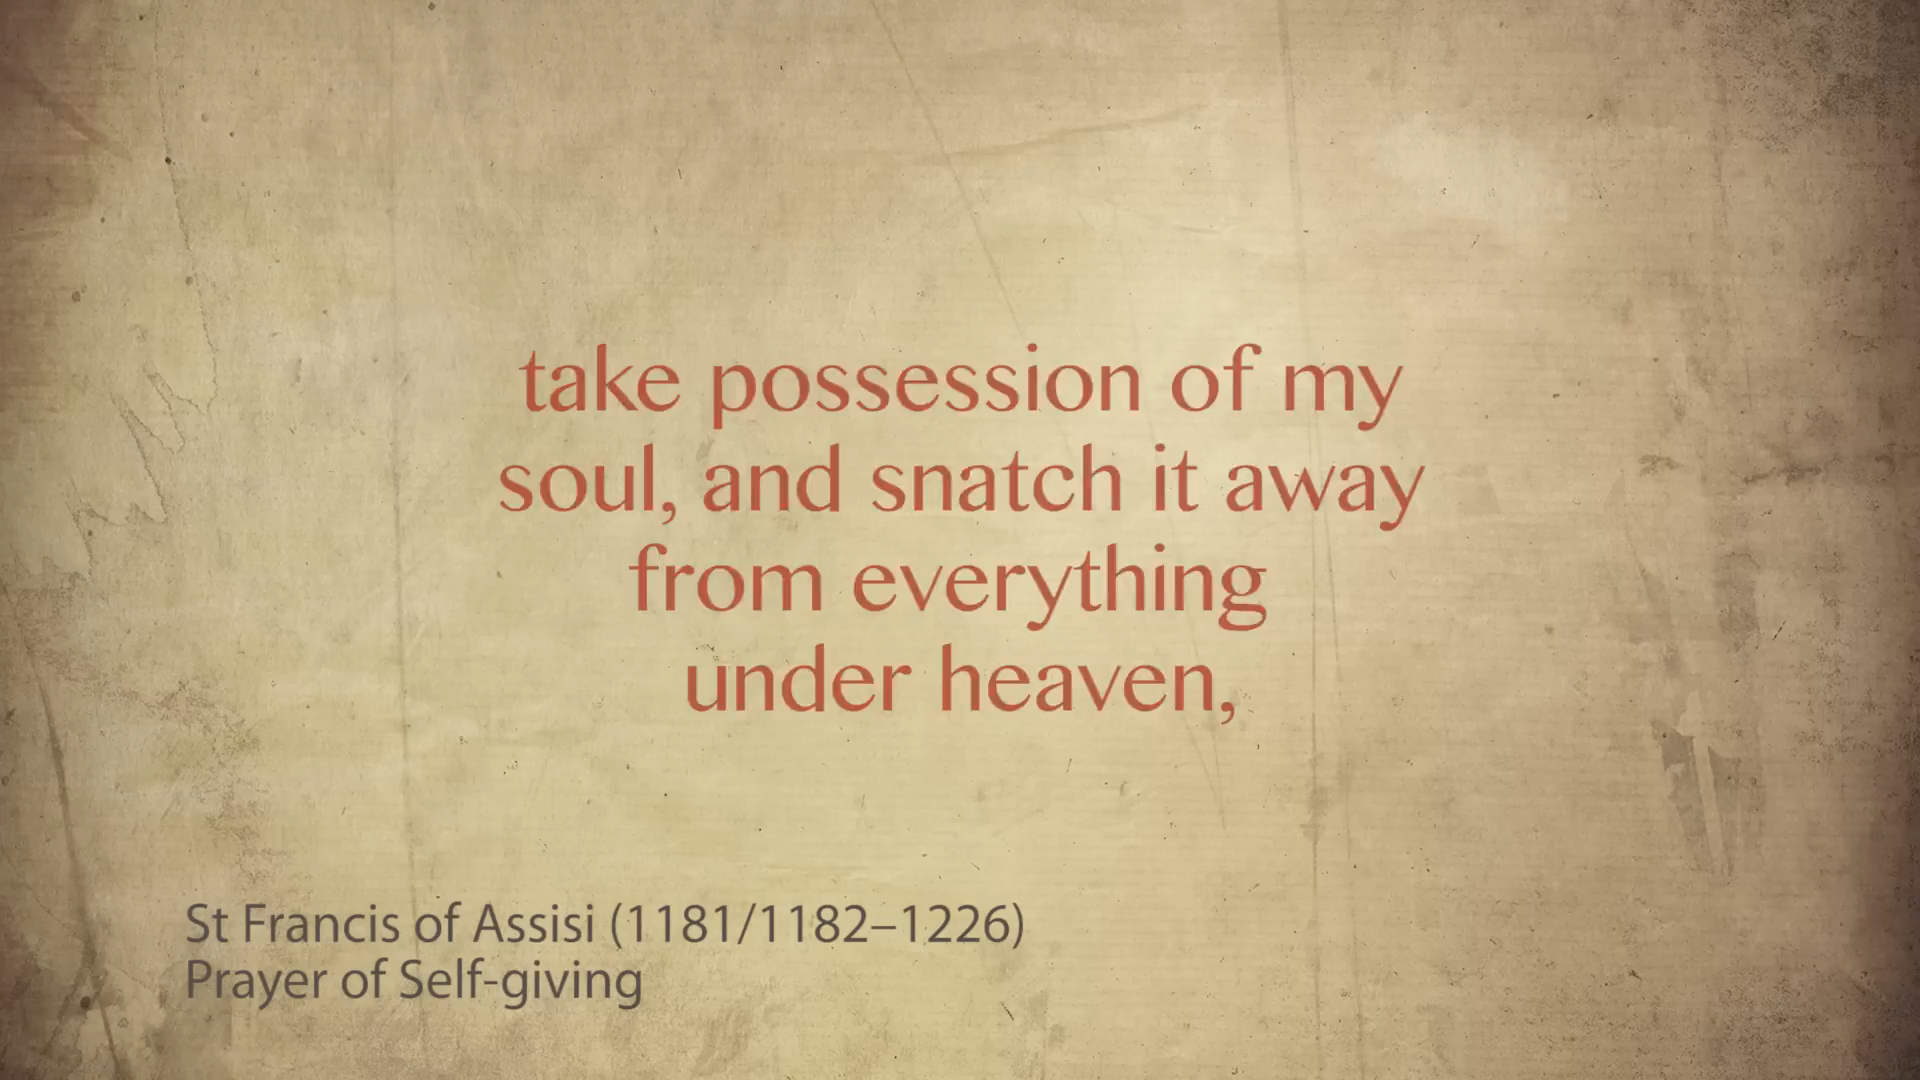 take possession of my
soul, and snatch it away
from everything
under heaven,
St Francis of Assisi (1181/1182–1226)
Prayer of Self-giving